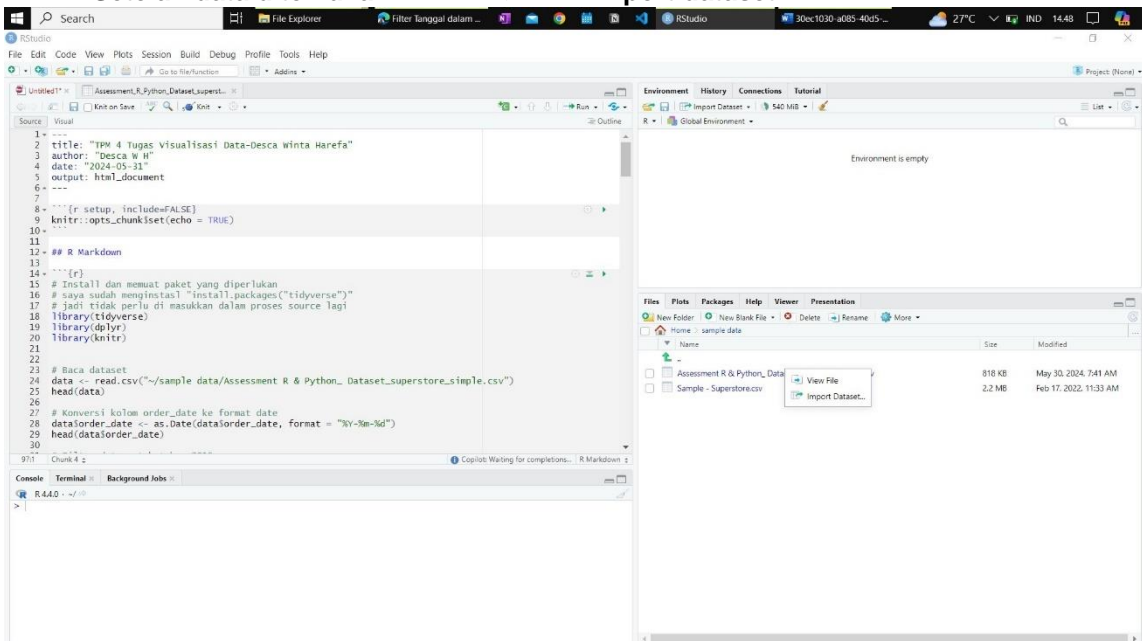 Search
File Explorer
Filter Tanggal dalam ...
RStudio
30ec1030-a085-40d5-...
27°C
IND
14.48
RStudio
File Edit Code View Plots Session Build Debug Profile Tools Help
Go to file/function
Addins
Project: (None)
Untitled1*
Assessment_R_Python_Dataset_superst...
Knit on Save
Knit
Run
Source
Visual
Outline
1 ---
2 title: "TPM 4 Tugas Visualisasi Data-Desca Winta Harefa"
3 author: "Desca W H"
4 date: "2024-05-31"
5 output: html_document
6 ---
7
8 ```{r setup, include=FALSE}
9 knitr::opts_chunk$set(echo = TRUE)
10 ```
11
12 ## R Markdown
13
14 ```{r}
15 # Install dan memuat paket yang diperlukan
16 # saya sudah menginstasl "install.packages("tidyverse")"
17 # jadi tidak perlu di masukkan dalam proses source lagi
18 library(tidyverse)
19 library(dplyr)
20 library(knitr)
21
22
23 # Baca dataset
24 data <- read.csv("~/sample data/Assessment R & Python_ Dataset_superstore_simple.csv")
25 head(data)
26
27 # Konversi kolom order_date ke format date
28 data$order_date <- as.Date(data$order_date, format = "%Y-%m-%d")
29 head(data$order_date)
30
97:1
Chunk 4
Copilot: Waiting for completions...
R Markdown
Console Terminal Background Jobs
R 4.4.0 · ~/
>
Environment History Connections Tutorial
Import Dataset
540 MiB
List
R
Global Environment
Environment is empty
Files Plots Packages Help Viewer Presentation
New Folder New Blank File Delete Rename More
Home > sample data
Name Size Modified
..
Assessment R & Python_ Data 818 KB May 30, 2024, 7:41 AM
View File
Sample - Superstore.csv 2.2 MB Feb 17, 2022, 11:33 AM
Import Dataset...